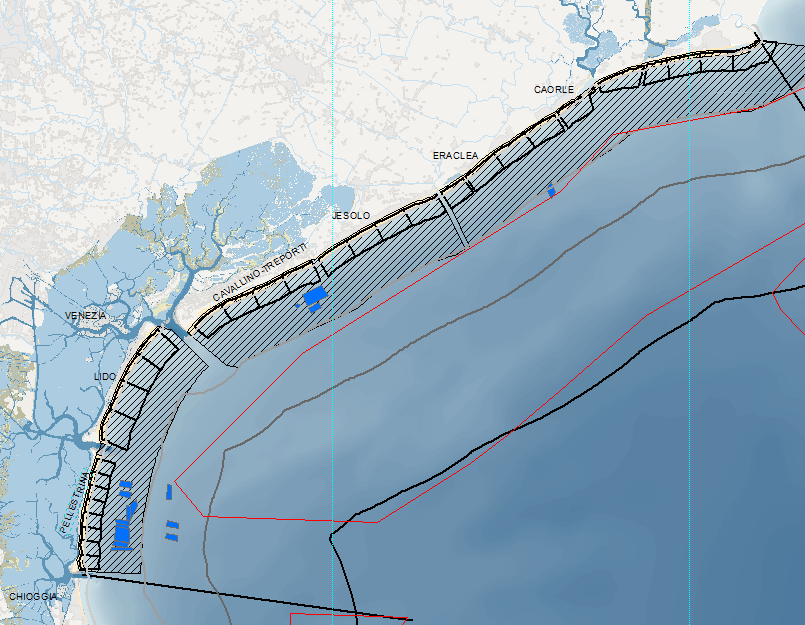 CAORLE
ERACLEA
JESOLO
CAVALLINO-TREPORTI
VENEZIA
LIDO
PELLESTRINA
CHIOGGIA